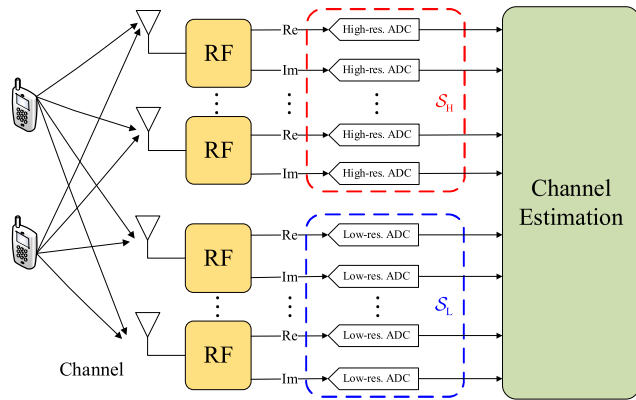 RF
Re
High-res. ADC
Im
High-res. ADC
RF
Re
High-res. ADC
Im
High-res. ADC
S_H
RF
Re
Low-res. ADC
Im
Low-res. ADC
RF
Re
Low-res. ADC
Im
Low-res. ADC
S_L
Channel
Channel
Estimation